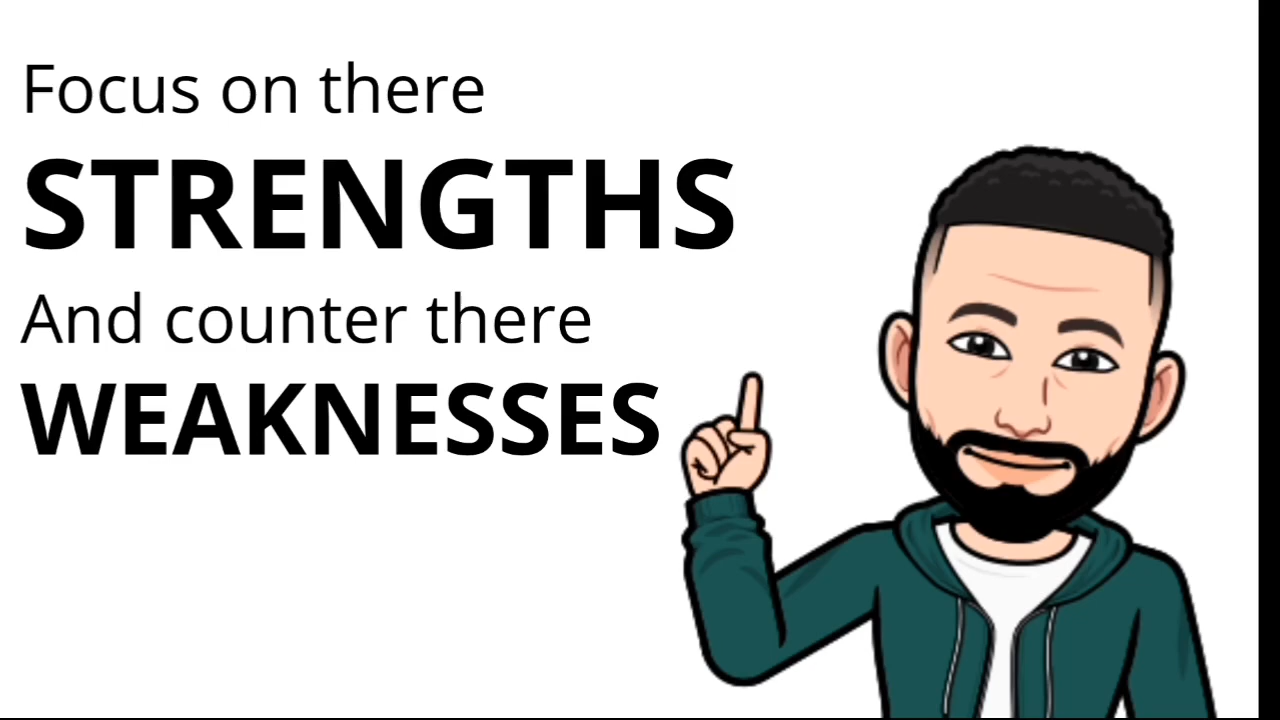 Focus on there
STRENGTHS
And counter there
WEAKNESSES